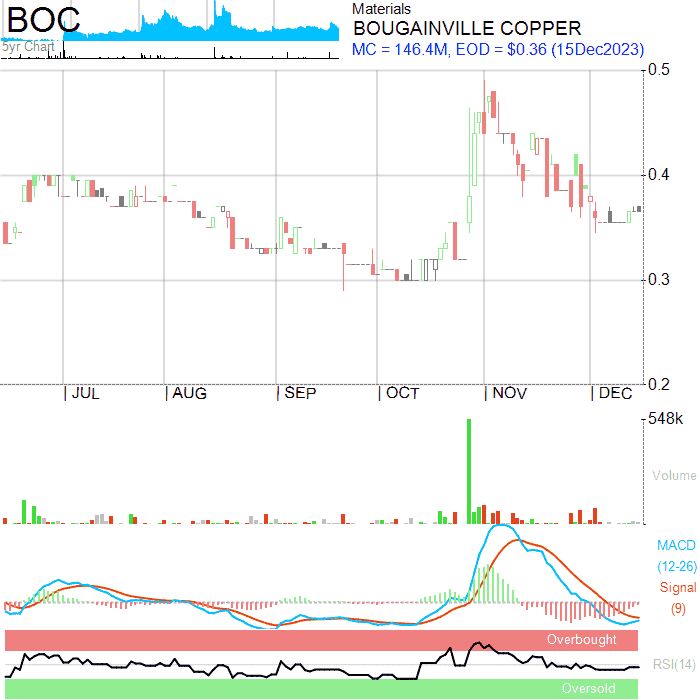 BOC
5yr Chart
Materials
BOUGAINVILLE COPPER
MC = 146.4M, EOD = $0.36 (15Dec2023)
0.5
0.4
0.3
0.2
JUL AUG SEP OCT NOV DEC
548k
Volume
MACD
(12-26)
Signal
(9)
Overbought
RSI(14)
Oversold